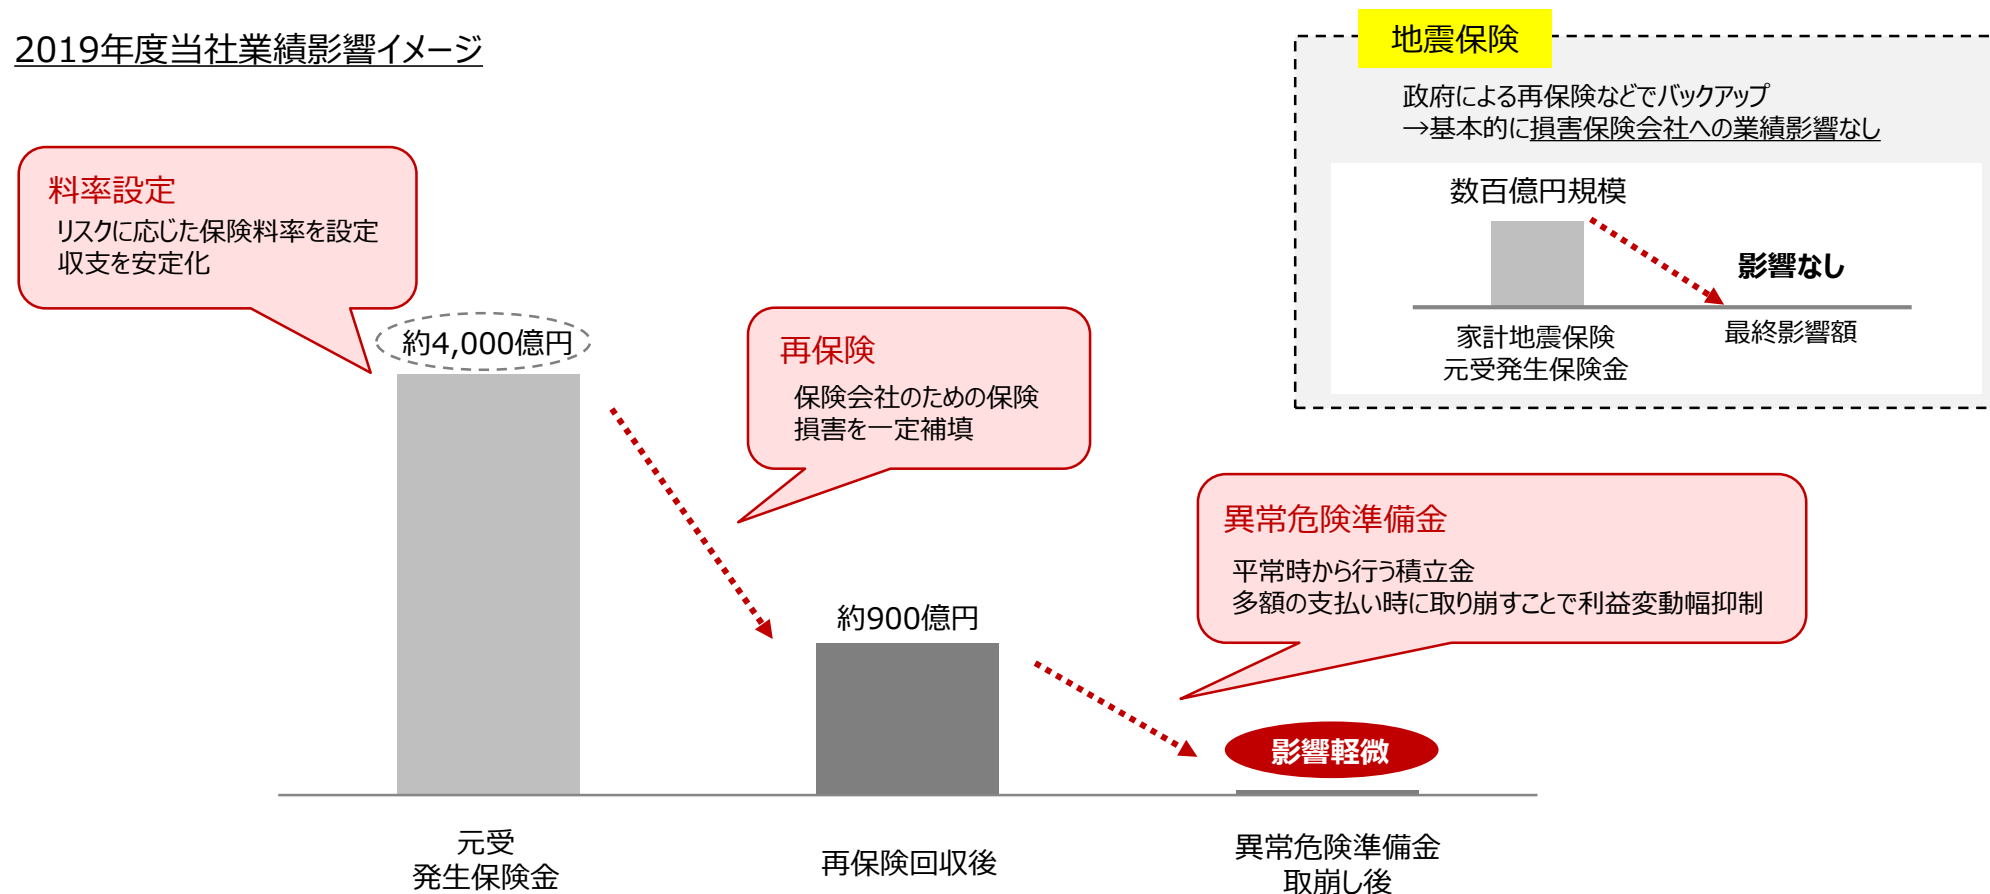 2019年度当社業績影響イメージ
地震保険
政府による再保険などでバックアップ
→基本的に損害保険会社への業績影響なし
数百億円規模
影響なし
家計地震保険
元受発生保険金
最終影響額
料率設定
リスクに応じた保険料率を設定
収支を安定化
約4,000億円
再保険
保険会社のための保険
損害を一定補填
異常危険準備金
平常時から行う積立金
多額の支払い時に取り崩すことで利益変動幅抑制
約900億円
影響軽微
元受
発生保険金
再保険回収後
異常危険準備金
取崩し後